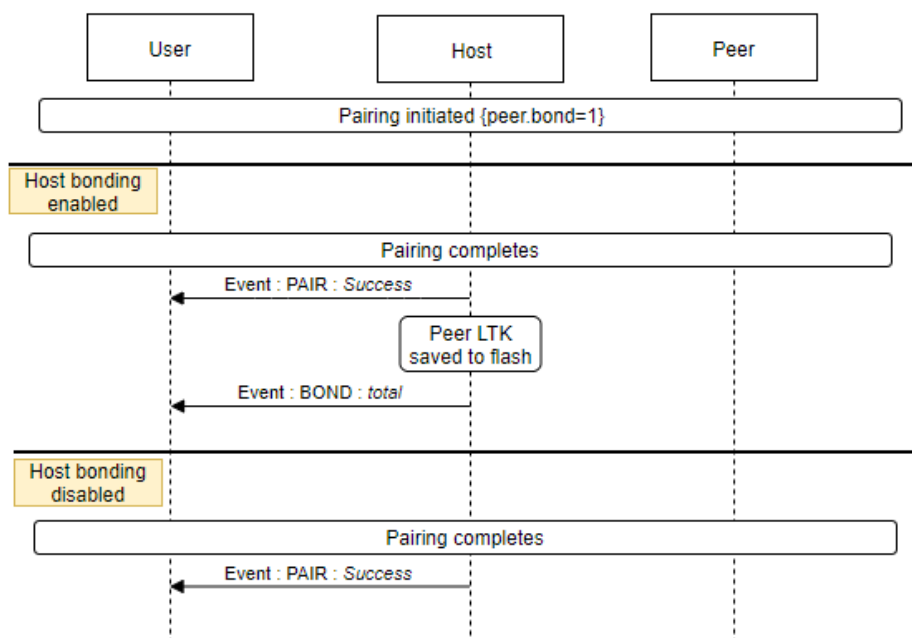 User
Host
Peer
Pairing initiated {peer.bond=1}
Host bonding
enabled
Pairing completes
Event : PAIR : Success
Peer LTK
saved to flash
Event : BOND : total
Host bonding
disabled
Pairing completes
Event : PAIR : Success